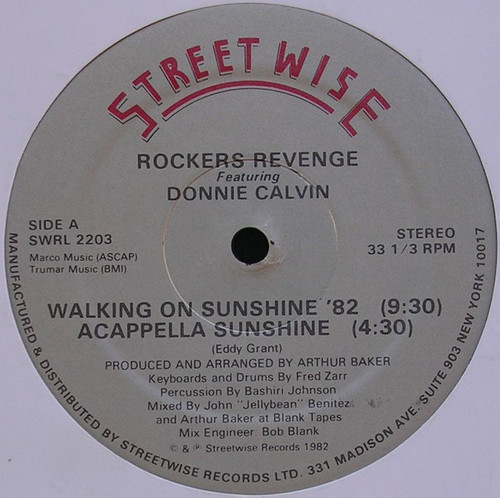 STREETWISE
ROCKERS REVENGE
Featuring
DONNIE CALVIN
SIDE A
SWRL 2203
Marco Music (ASCAP)
Trumar Music (BMI)
STEREO
33 1/3 RPM
WALKING ON SUNSHINE '82 (9:30)
ACAPPELLA SUNSHINE (4:30)
(Eddy Grant)
PRODUCED AND ARRANGED BY ARTHUR BAKER
Keyboards and Drums By Fred Zarr
Percussion By Bashiri Johnson
Mixed By John "Jellybean" Benitez
and Arthur Baker at Blank Tapes
Mix Engineer: Bob Blank
© & ℗ Streetwise Records 1982
MANUFACTURED & DISTRIBUTED BY STREETWISE RECORDS LTD. 331 MADISON AVE. SUITE 903 NEW YORK 10017